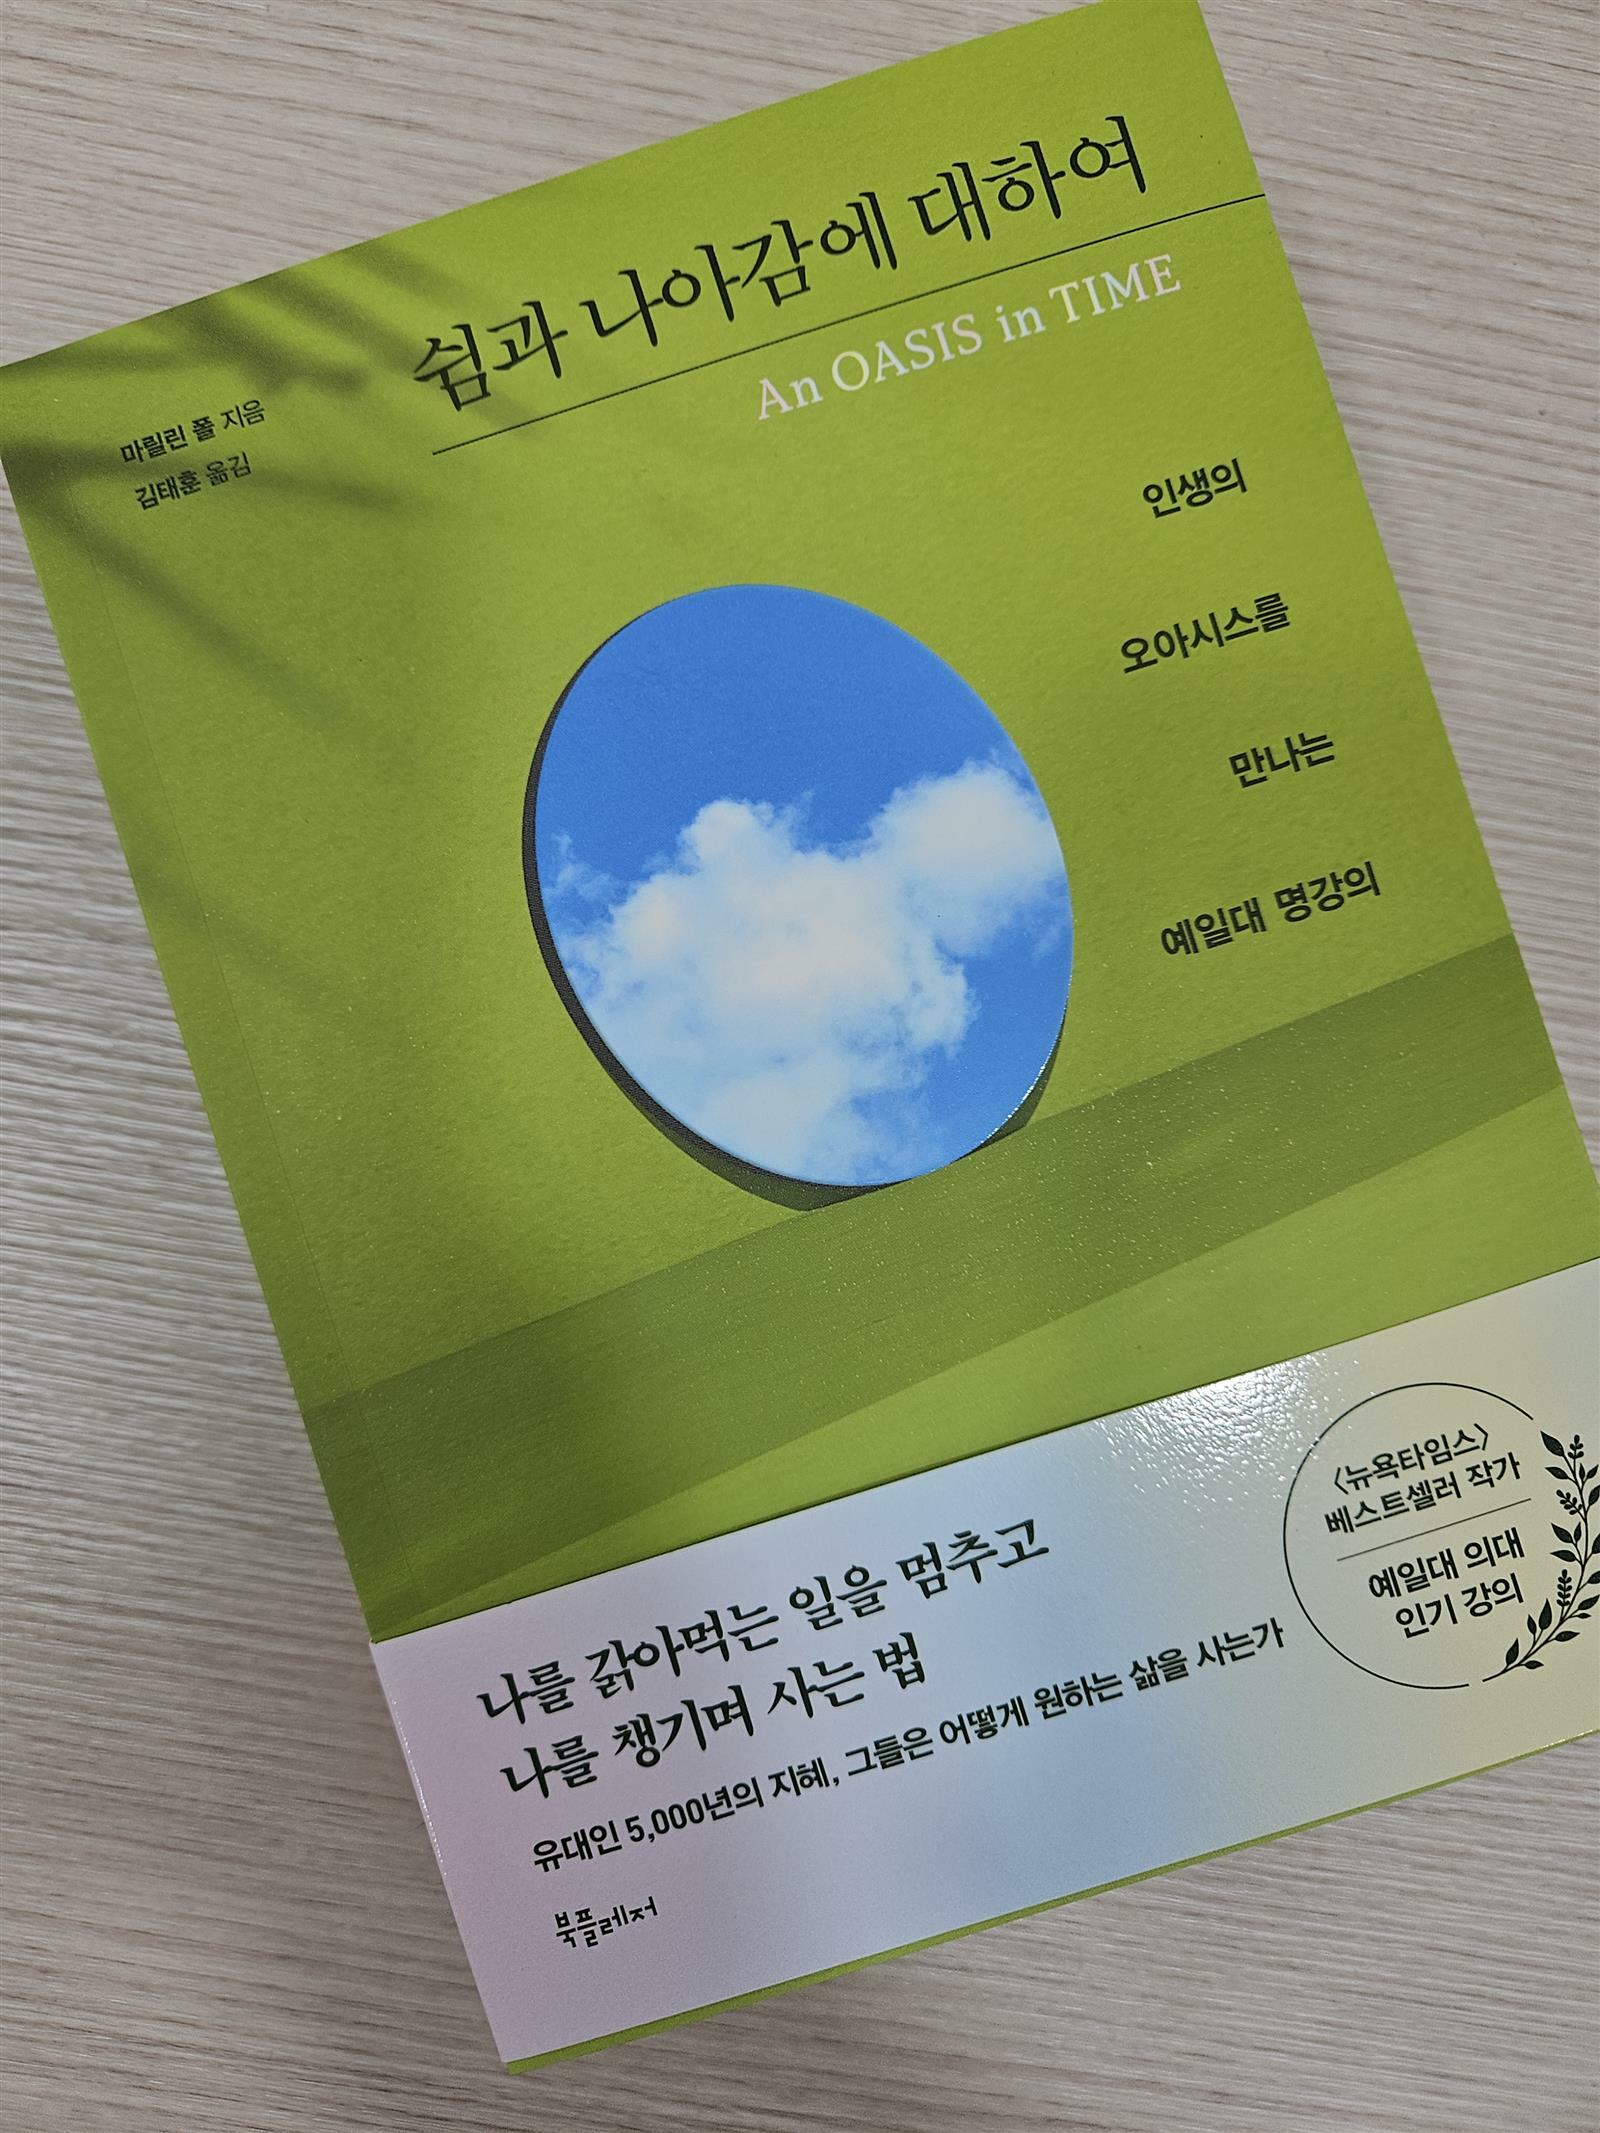 쉼과 나아감에 대하여
An OASIS in TIME
마릴린 폴 지음
김태훈 옮김
인생의
오아시스를
만나는
예일대 명강의
〈뉴욕타임스〉
베스트셀러 작가
예일대 의대
인기 강의
나를 갉아먹는 일을 멈추고
나를 챙기며 사는 법
유대인 5,000년의 지혜, 그들은 어떻게 원하는 삶을 사는가
북플레저